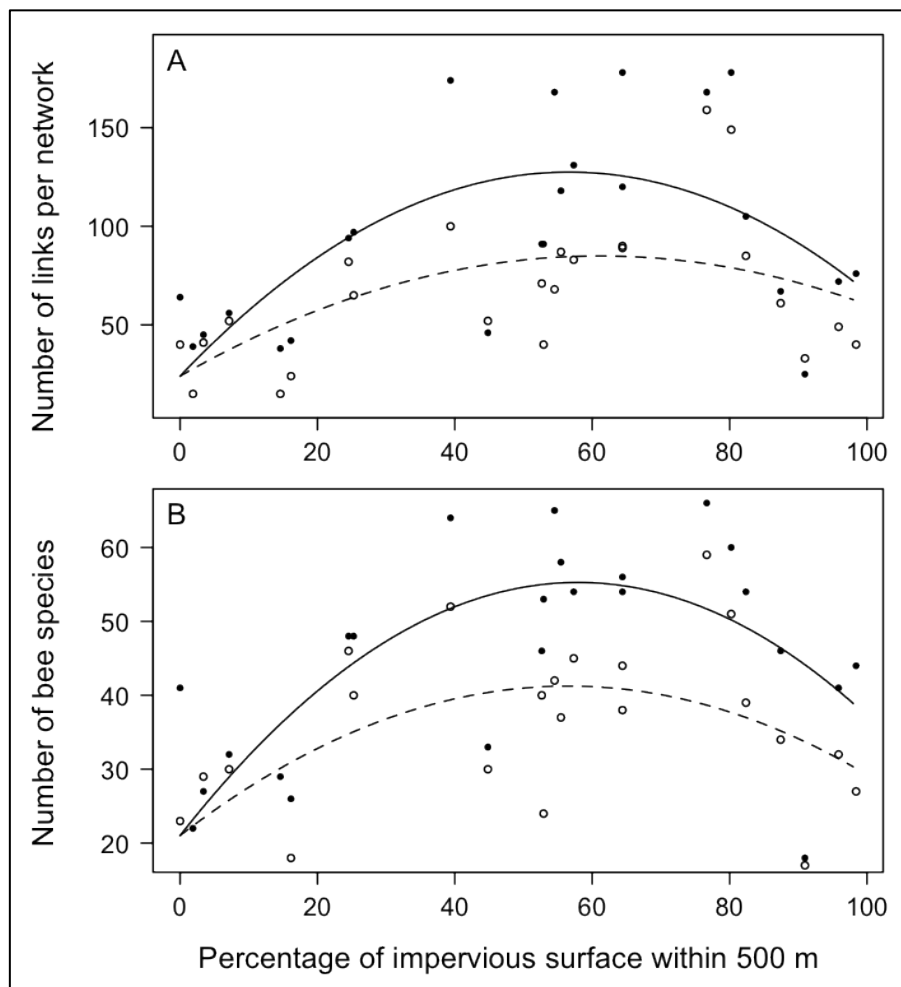 A
Number of links per network
150
100
50
0 20 40 60 80 100
B
Number of bee species
60
50
40
30
20
0 20 40 60 80 100
Percentage of impervious surface within 500 m